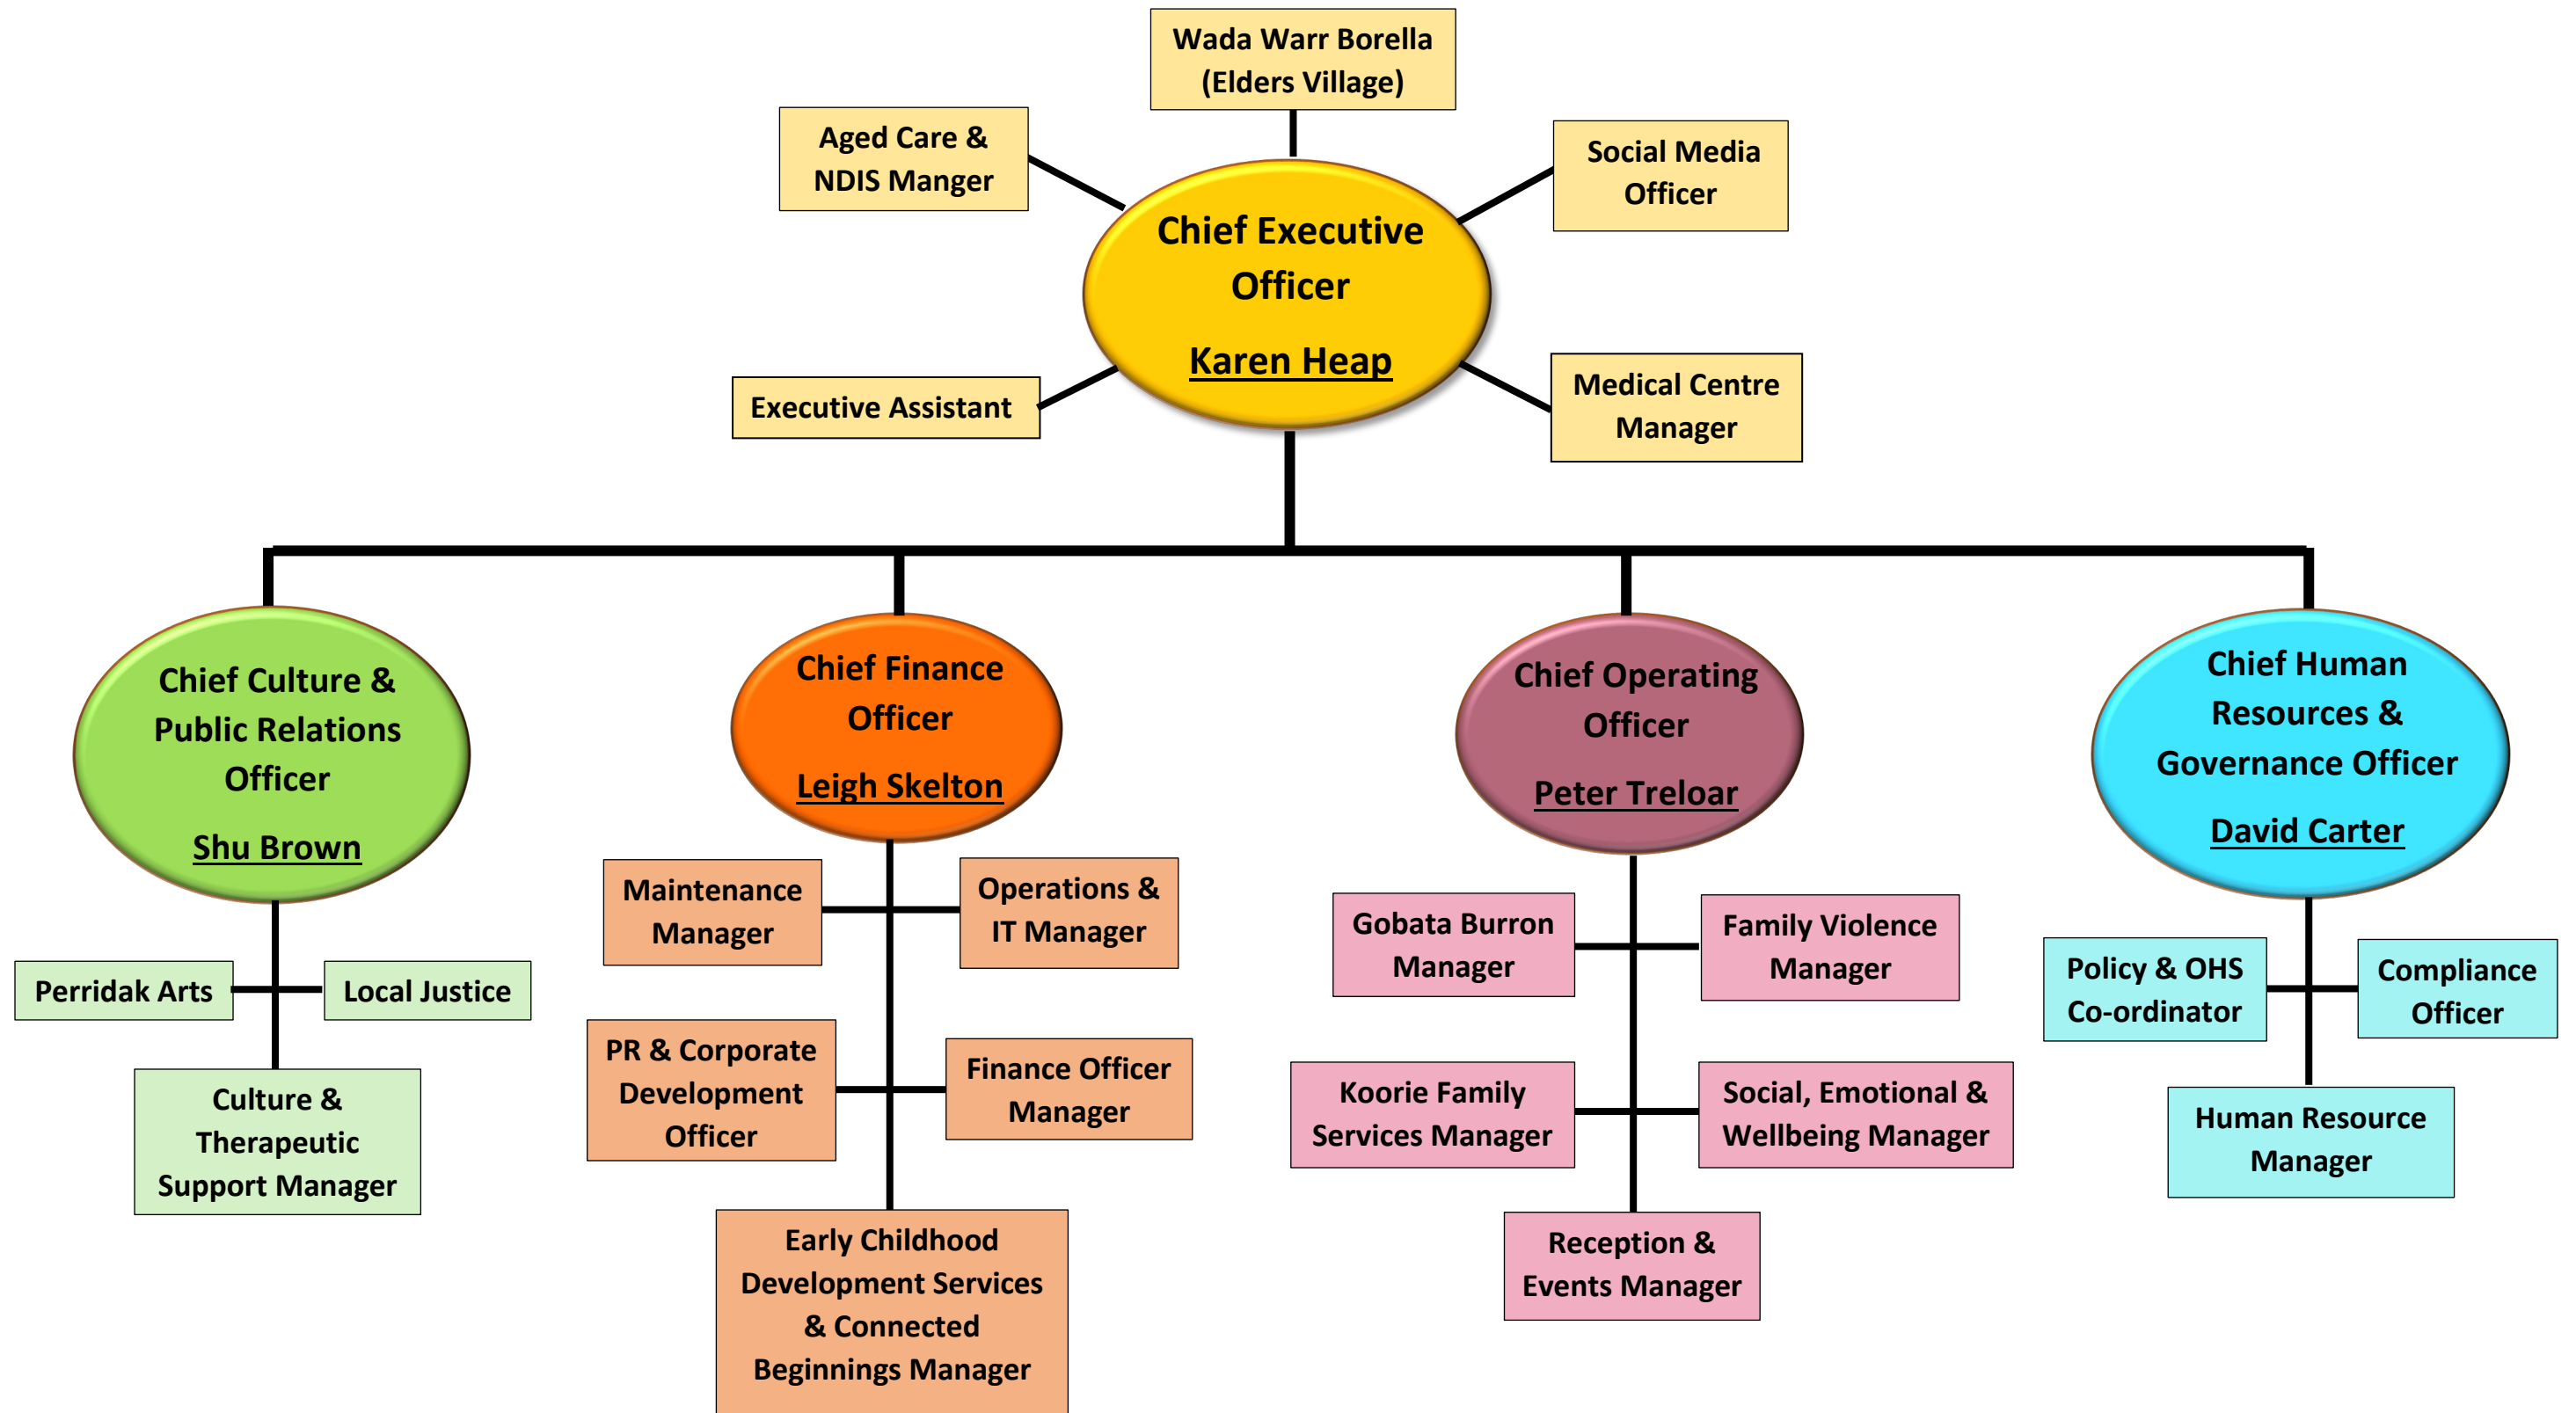 Wada Warr Borella
(Elders Village)
Aged Care &
NDIS Manger
Social Media
Officer
Chief Executive
Officer
Karen Heap
Executive Assistant
Medical Centre
Manager
Chief Culture &
Public Relations
Officer
Shu Brown
Chief Finance
Officer
Leigh Skelton
Chief Operating
Officer
Peter Treloar
Chief Human
Resources &
Governance Officer
David Carter
Perridak Arts
Local Justice
Culture &
Therapeutic
Support Manager
Maintenance
Manager
Operations &
IT Manager
PR & Corporate
Development
Officer
Finance Officer
Manager
Early Childhood
Development Services
& Connected
Beginnings Manager
Gobata Burron
Manager
Family Violence
Manager
Koorie Family
Services Manager
Social, Emotional &
Wellbeing Manager
Reception &
Events Manager
Policy & OHS
Co-ordinator
Compliance
Officer
Human Resource
Manager